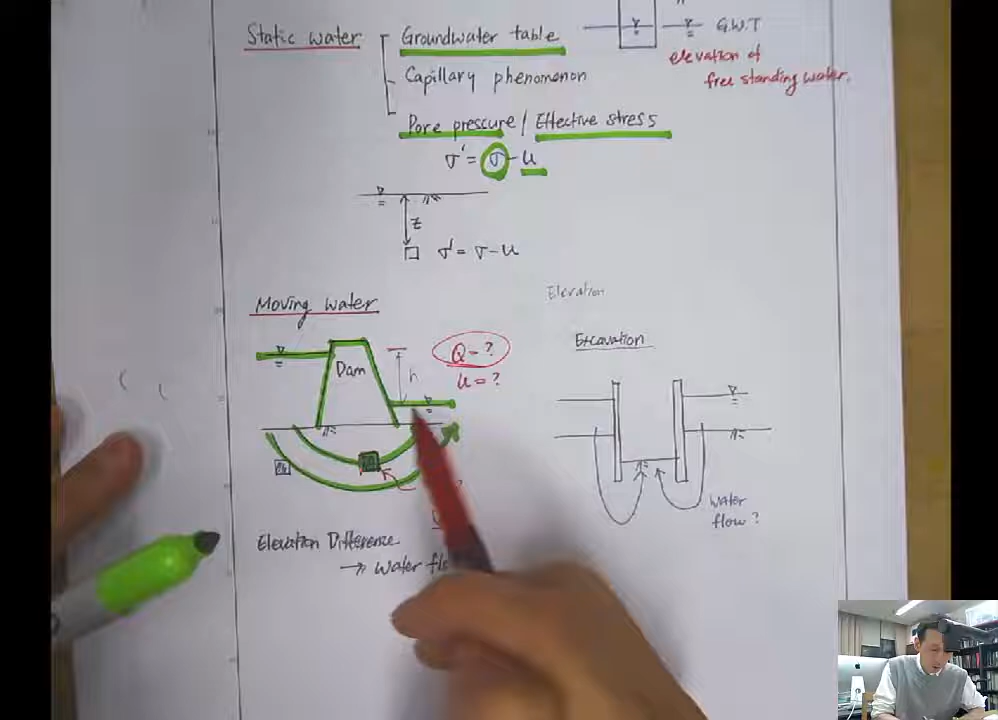 Static water
Groundwater table
G.W.T
elevation of
free standing water.
Capillary phenomenon
Pore pressure / Effective stress
σ' = σ - u
z
σ' = σ - u
Moving water
Elevation
Excavation
Dam
h
Q = ?
u = ?
Water
flow ?
Elevation Difference
→ water fl